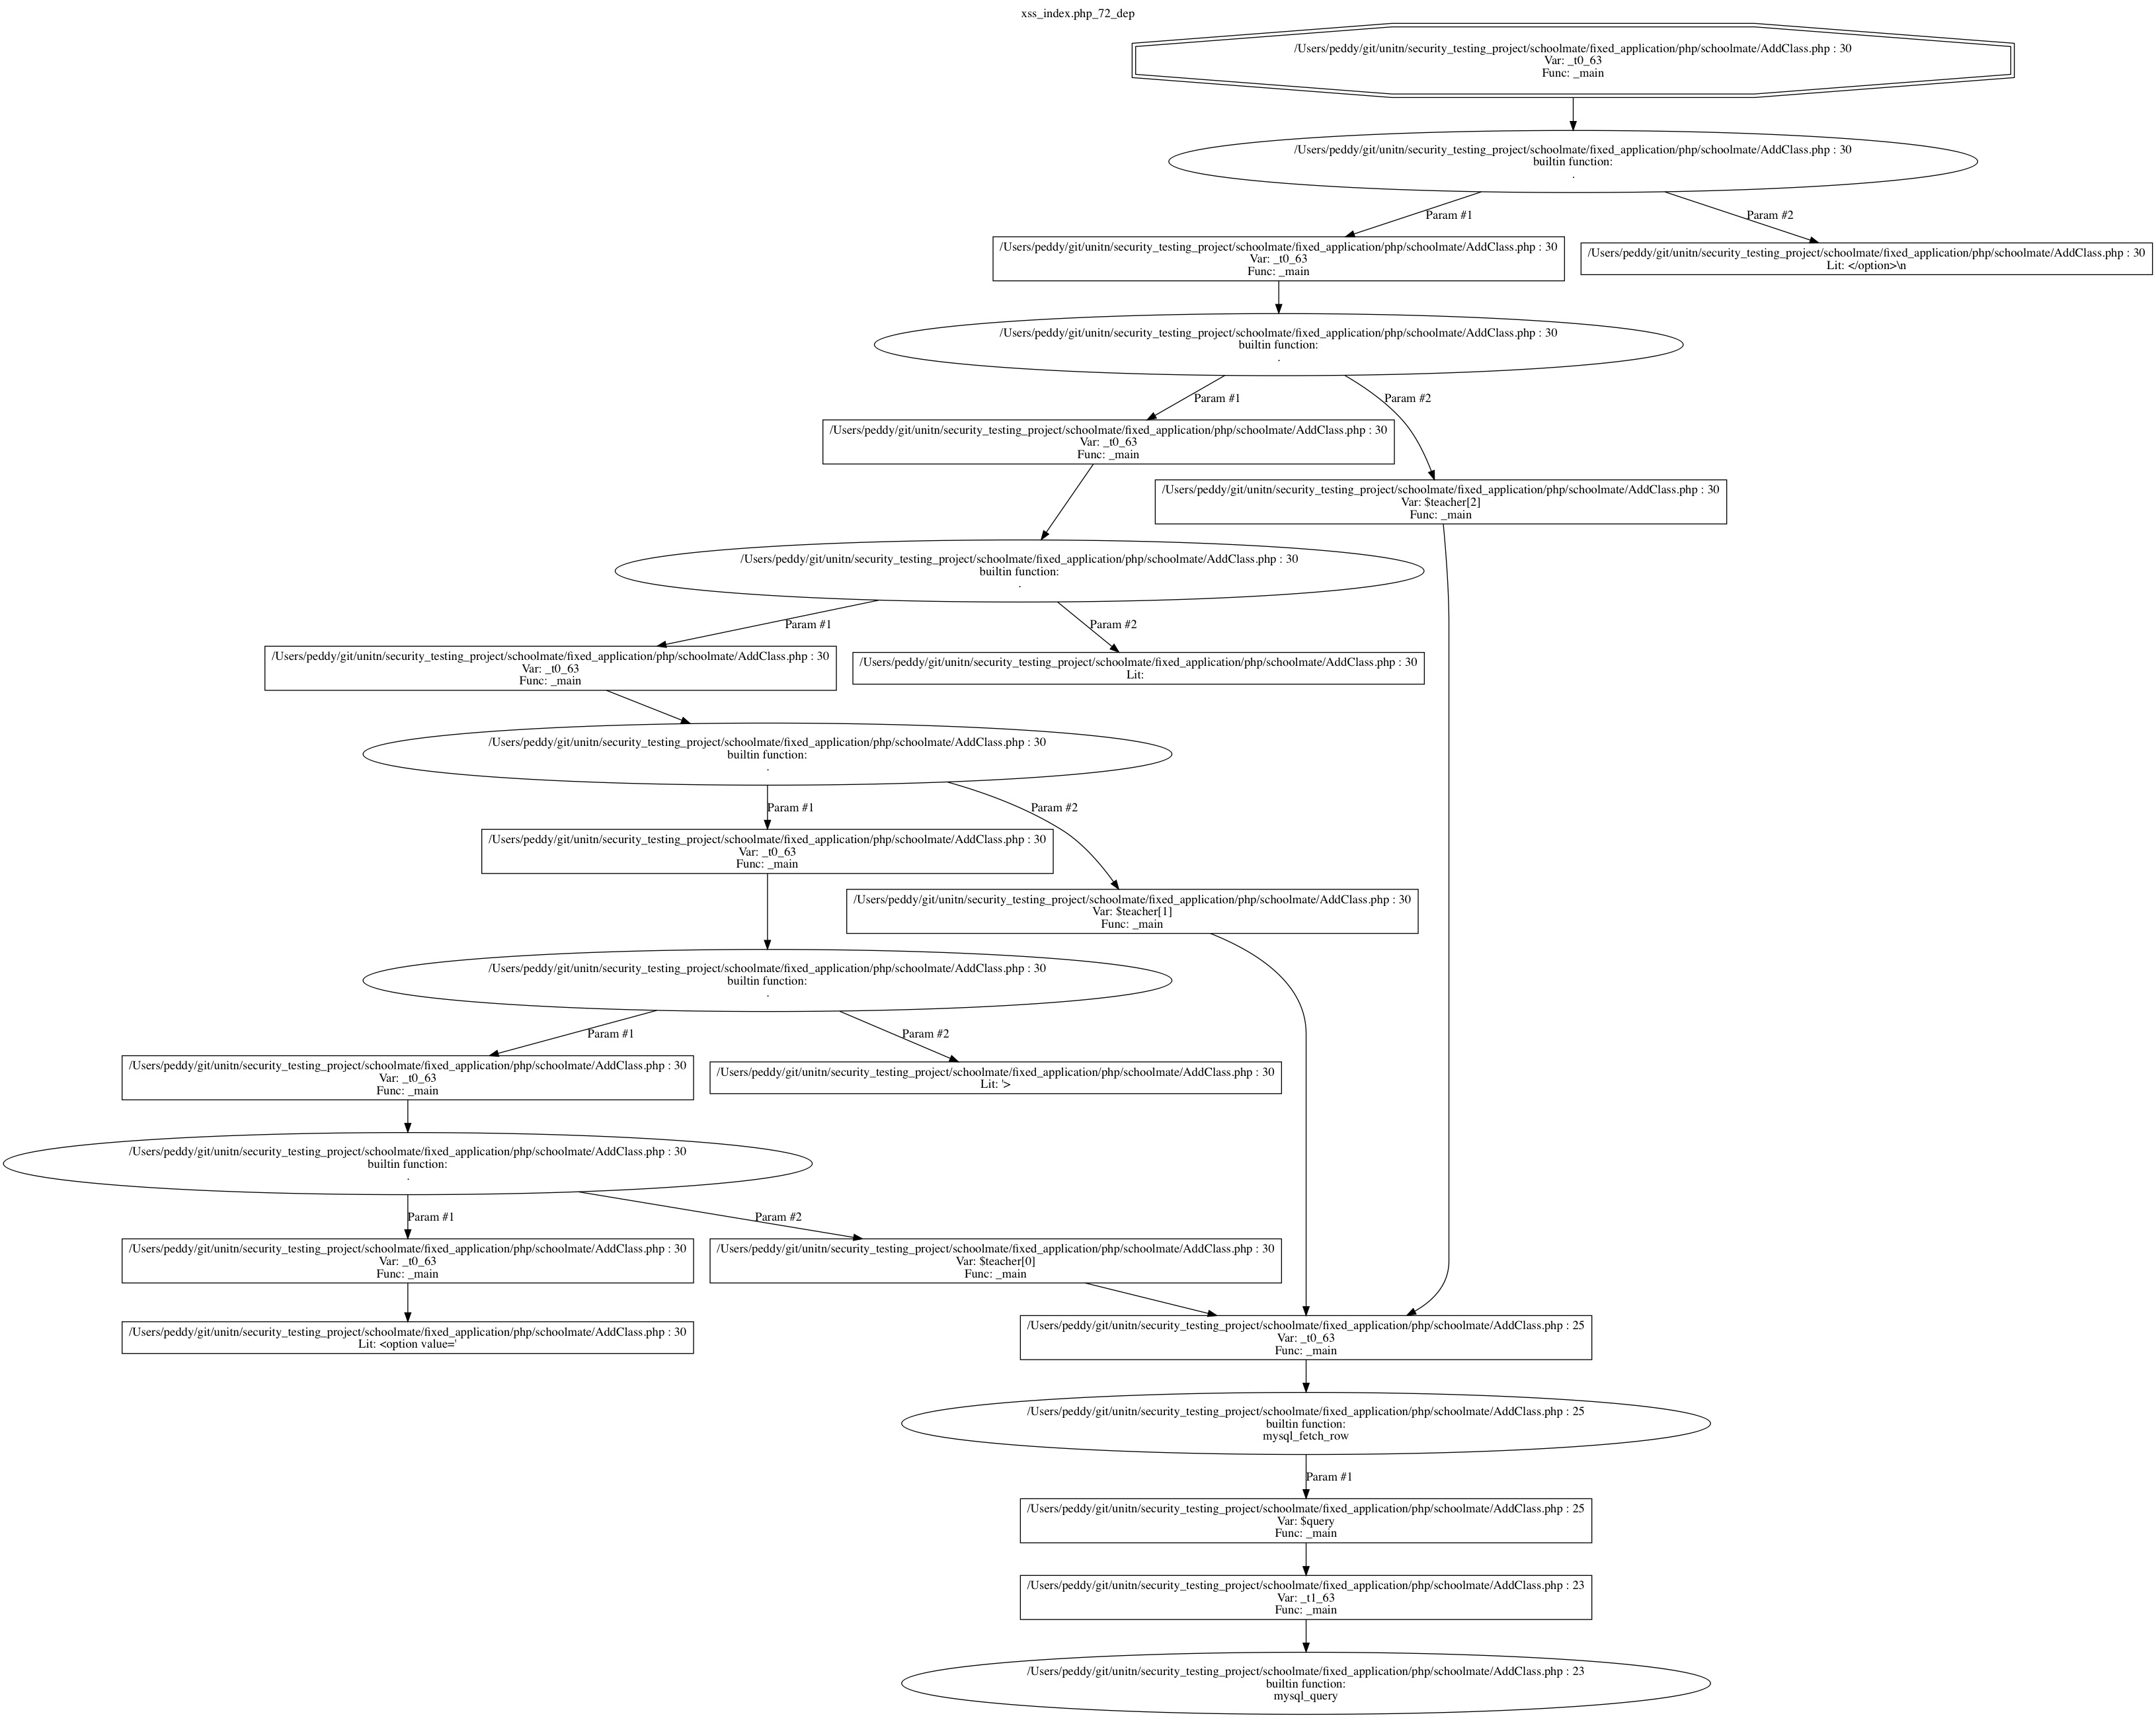 xss_index.php_72_dep
/Users/peddy/git/unitn/security_testing_project/schoolmate/fixed_application/php/schoolmate/AddClass.php : 30
Var: _t0_63
Func: _main
/Users/peddy/git/unitn/security_testing_project/schoolmate/fixed_application/php/schoolmate/AddClass.php : 30
builtin function:
.
Param #1
Param #2
/Users/peddy/git/unitn/security_testing_project/schoolmate/fixed_application/php/schoolmate/AddClass.php : 30
Var: _t0_63
Func: _main
/Users/peddy/git/unitn/security_testing_project/schoolmate/fixed_application/php/schoolmate/AddClass.php : 30
Lit: </option>\n
/Users/peddy/git/unitn/security_testing_project/schoolmate/fixed_application/php/schoolmate/AddClass.php : 30
builtin function:
.
Param #1
Param #2
/Users/peddy/git/unitn/security_testing_project/schoolmate/fixed_application/php/schoolmate/AddClass.php : 30
Var: _t0_63
Func: _main
/Users/peddy/git/unitn/security_testing_project/schoolmate/fixed_application/php/schoolmate/AddClass.php : 30
Var: $teacher[2]
Func: _main
/Users/peddy/git/unitn/security_testing_project/schoolmate/fixed_application/php/schoolmate/AddClass.php : 30
builtin function:
.
Param #1
Param #2
/Users/peddy/git/unitn/security_testing_project/schoolmate/fixed_application/php/schoolmate/AddClass.php : 30
Var: _t0_63
Func: _main
/Users/peddy/git/unitn/security_testing_project/schoolmate/fixed_application/php/schoolmate/AddClass.php : 30
Lit:
/Users/peddy/git/unitn/security_testing_project/schoolmate/fixed_application/php/schoolmate/AddClass.php : 30
builtin function:
.
Param #1
Param #2
/Users/peddy/git/unitn/security_testing_project/schoolmate/fixed_application/php/schoolmate/AddClass.php : 30
Var: _t0_63
Func: _main
/Users/peddy/git/unitn/security_testing_project/schoolmate/fixed_application/php/schoolmate/AddClass.php : 30
Var: $teacher[1]
Func: _main
/Users/peddy/git/unitn/security_testing_project/schoolmate/fixed_application/php/schoolmate/AddClass.php : 30
builtin function:
.
Param #1
Param #2
/Users/peddy/git/unitn/security_testing_project/schoolmate/fixed_application/php/schoolmate/AddClass.php : 30
Var: _t0_63
Func: _main
/Users/peddy/git/unitn/security_testing_project/schoolmate/fixed_application/php/schoolmate/AddClass.php : 30
Lit: '>
/Users/peddy/git/unitn/security_testing_project/schoolmate/fixed_application/php/schoolmate/AddClass.php : 30
builtin function:
.
Param #1
Param #2
/Users/peddy/git/unitn/security_testing_project/schoolmate/fixed_application/php/schoolmate/AddClass.php : 30
Var: _t0_63
Func: _main
/Users/peddy/git/unitn/security_testing_project/schoolmate/fixed_application/php/schoolmate/AddClass.php : 30
Var: $teacher[0]
Func: _main
/Users/peddy/git/unitn/security_testing_project/schoolmate/fixed_application/php/schoolmate/AddClass.php : 30
Lit: <option value='
/Users/peddy/git/unitn/security_testing_project/schoolmate/fixed_application/php/schoolmate/AddClass.php : 25
Var: _t0_63
Func: _main
/Users/peddy/git/unitn/security_testing_project/schoolmate/fixed_application/php/schoolmate/AddClass.php : 25
builtin function:
mysql_fetch_row
Param #1
/Users/peddy/git/unitn/security_testing_project/schoolmate/fixed_application/php/schoolmate/AddClass.php : 25
Var: $query
Func: _main
/Users/peddy/git/unitn/security_testing_project/schoolmate/fixed_application/php/schoolmate/AddClass.php : 23
Var: _t1_63
Func: _main
/Users/peddy/git/unitn/security_testing_project/schoolmate/fixed_application/php/schoolmate/AddClass.php : 23
builtin function:
mysql_query